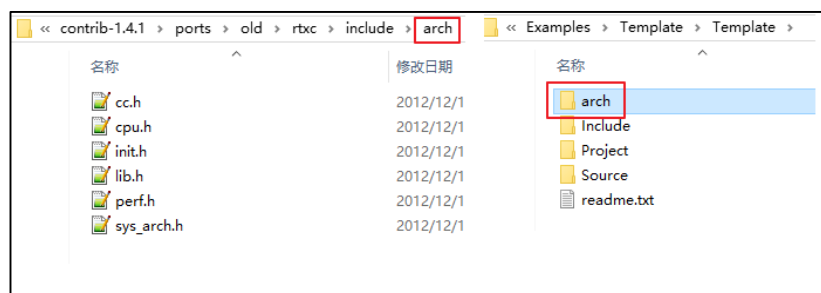 « contrib-1.4.1 › ports › old › rtxc › include › arch
名称 修改日期
cc.h 2012/12/1
cpu.h 2012/12/1
init.h 2012/12/1
lib.h 2012/12/1
perf.h 2012/12/1
sys_arch.h 2012/12/1
« Examples › Template › Template ›
名称
arch
Include
Project
Source
readme.txt